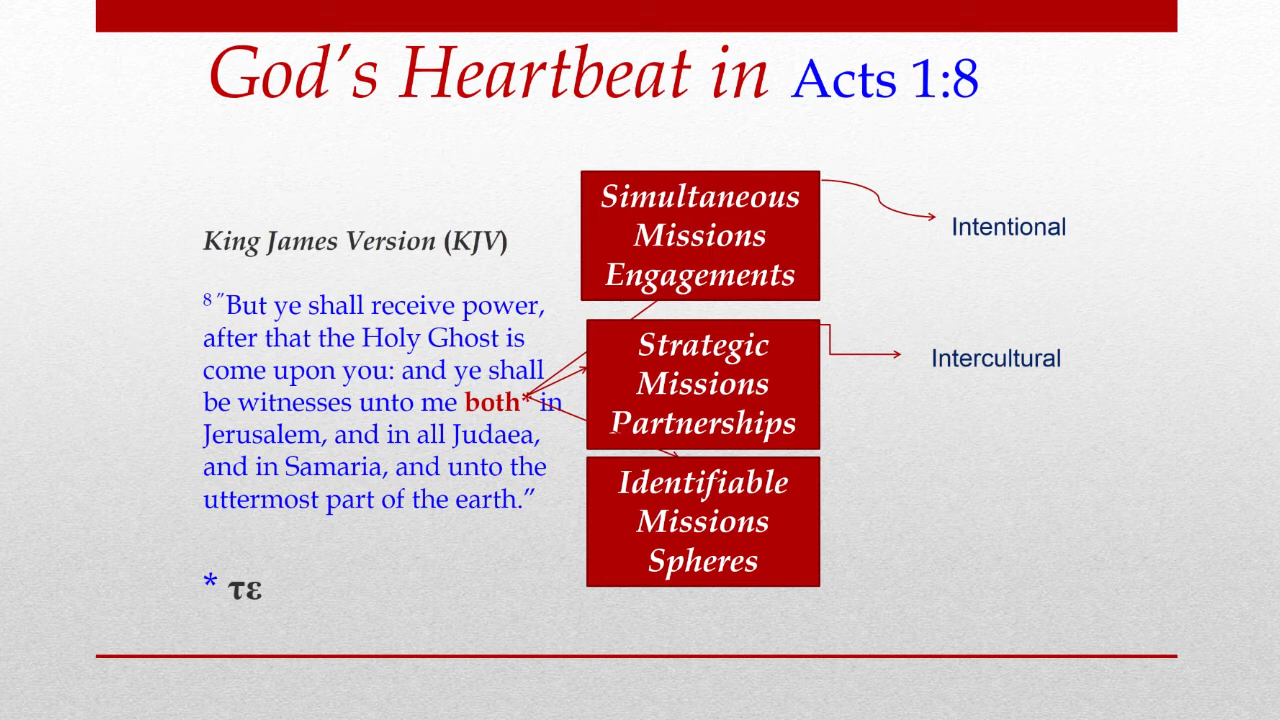 God's Heartbeat in Acts 1:8
King James Version (KJV)
8 "But ye shall receive power,
after that the Holy Ghost is
come upon you: and ye shall
be witnesses unto me both* in
Jerusalem, and in all Judaea,
and in Samaria, and unto the
uttermost part of the earth."
* τε
Simultaneous
Missions
Engagements
Strategic
Missions
Partnerships
Identifiable
Missions
Spheres
Intentional
Intercultural